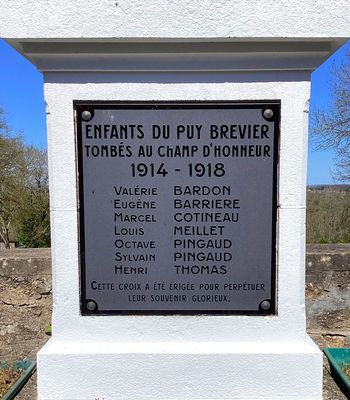 ENFANTS DU PUY BREVIER
TOMBÉS AU CHAMP D'HONNEUR
1914 - 1918
VALÉRIE BARDON
EUGÈNE BARRIERE
MARCEL COTINEAU
LOUIS MEILLET
OCTAVE PINGAUD
SYLVAIN PINGAUD
HENRI THOMAS
CETTE CROIX A ÉTÉ ÉRIGÉE POUR PERPÉTUER
LEUR SOUVENIR GLORIEUX.